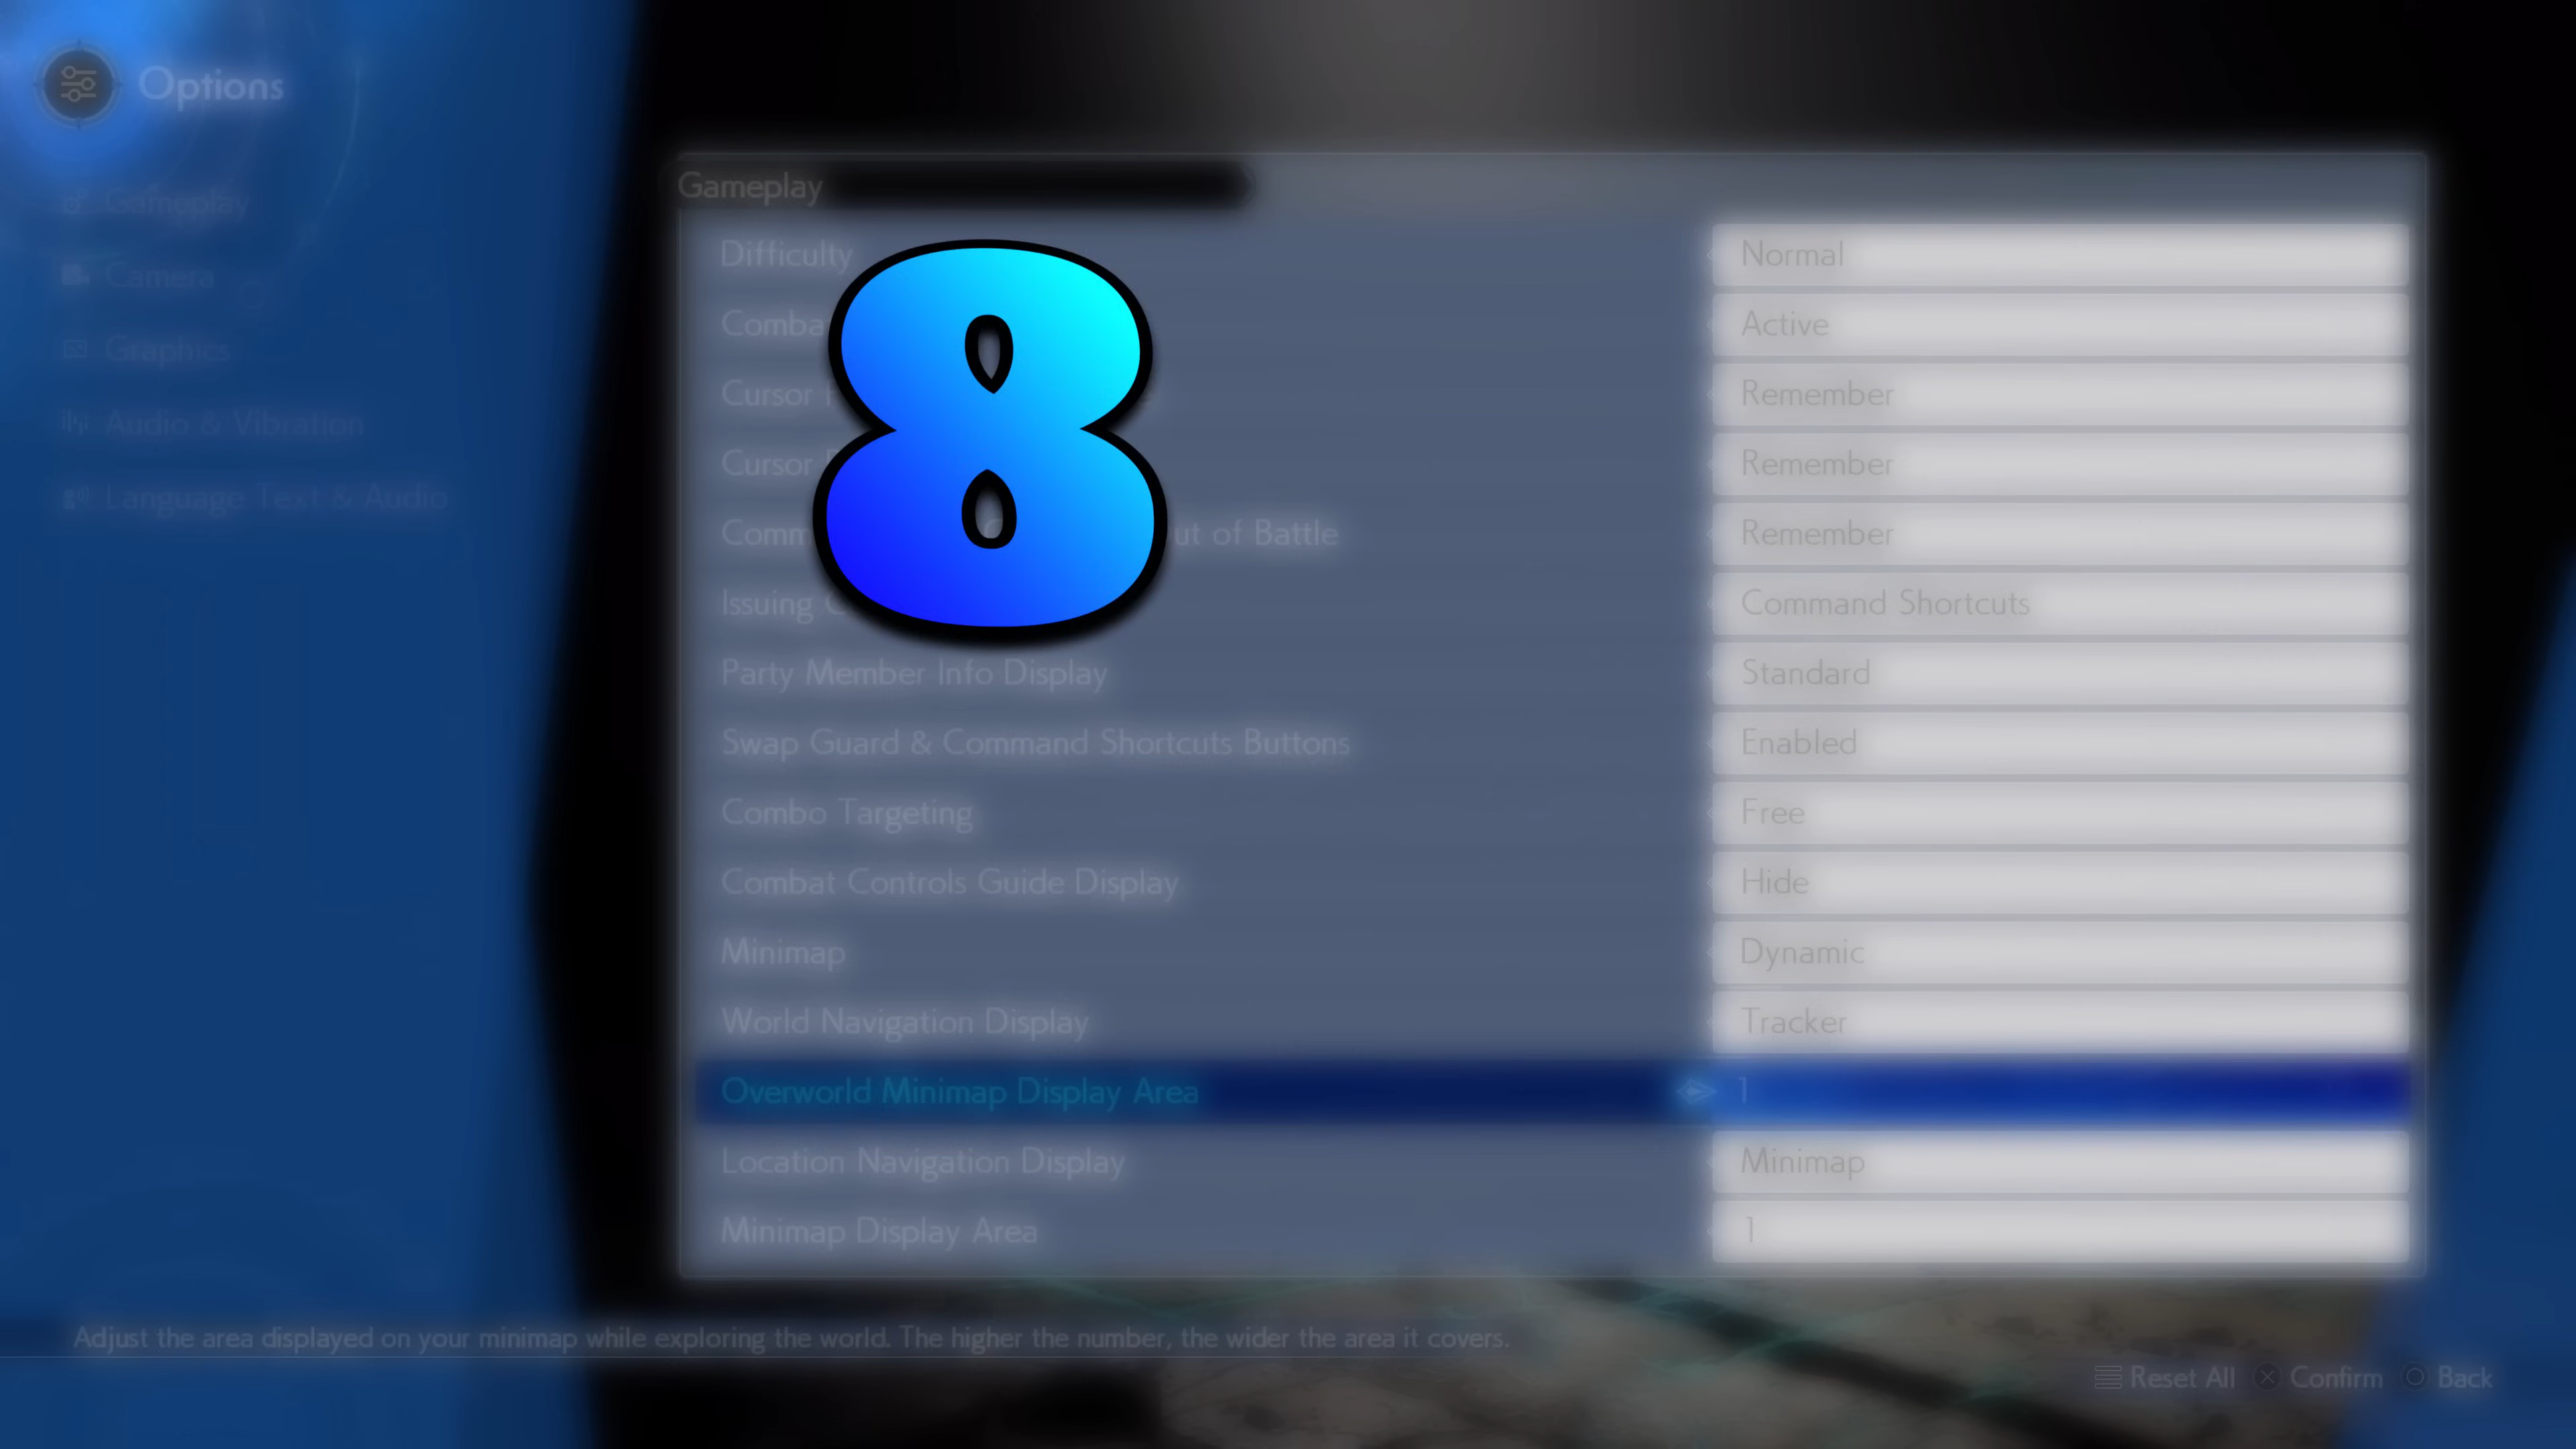 Options
Gameplay
Camera
Graphics
Audio & Vibration
Language Text & Audio
Gameplay
Difficulty Normal
Active
Cursor Remember
Cursor Remember
ut of Battle Remember
Issuing Command Shortcuts
Party Member Info Display Standard
Swap Guard & Command Shortcuts Buttons Enabled
Combo Targeting Free
Combat Controls Guide Display Hide
Minimap Dynamic
World Navigation Display Tracker
Overworld Minimap Display Area 1
Location Navigation Display Minimap
Minimap Display Area 1
8
Adjust the area displayed on your minimap while exploring the world. The higher the number, the wider the area it covers.
Reset All Confirm Back